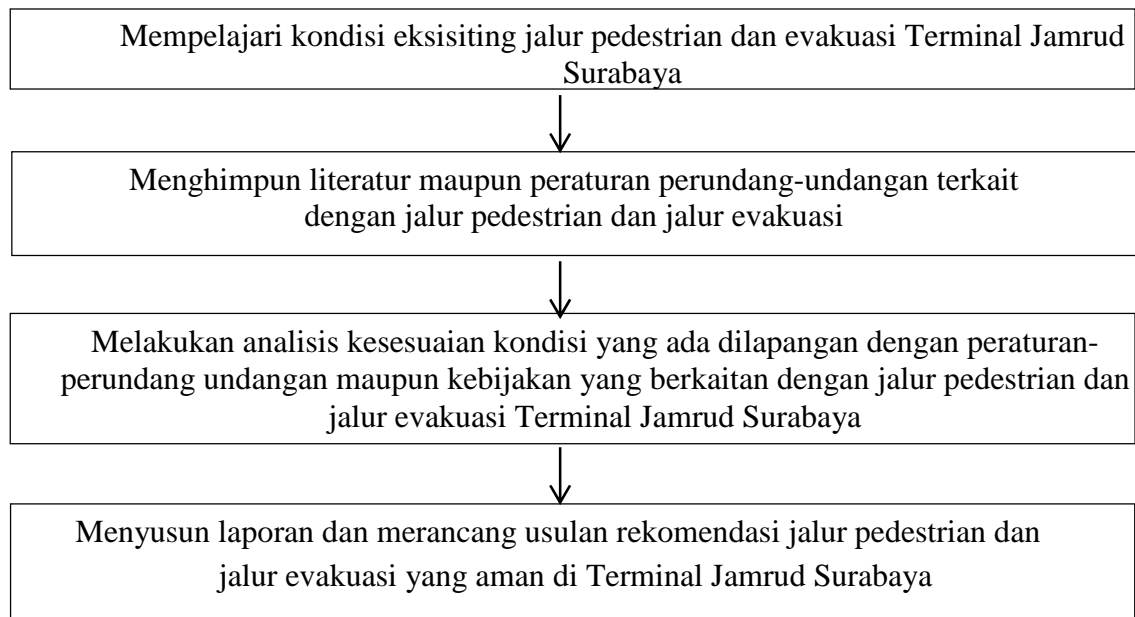 Mempelajari kondisi eksisiting jalur pedestrian dan evakuasi Terminal Jamrud
Surabaya
Menghimpun literatur maupun peraturan perundang-undangan terkait
dengan jalur pedestrian dan jalur evakuasi
Melakukan analisis kesesuaian kondisi yang ada dilapangan dengan peraturan-
perundang undangan maupun kebijakan yang berkaitan dengan jalur pedestrian dan
jalur evakuasi Terminal Jamrud Surabaya
Menyusun laporan dan merancang usulan rekomendasi jalur pedestrian dan
jalur evakuasi yang aman di Terminal Jamrud Surabaya